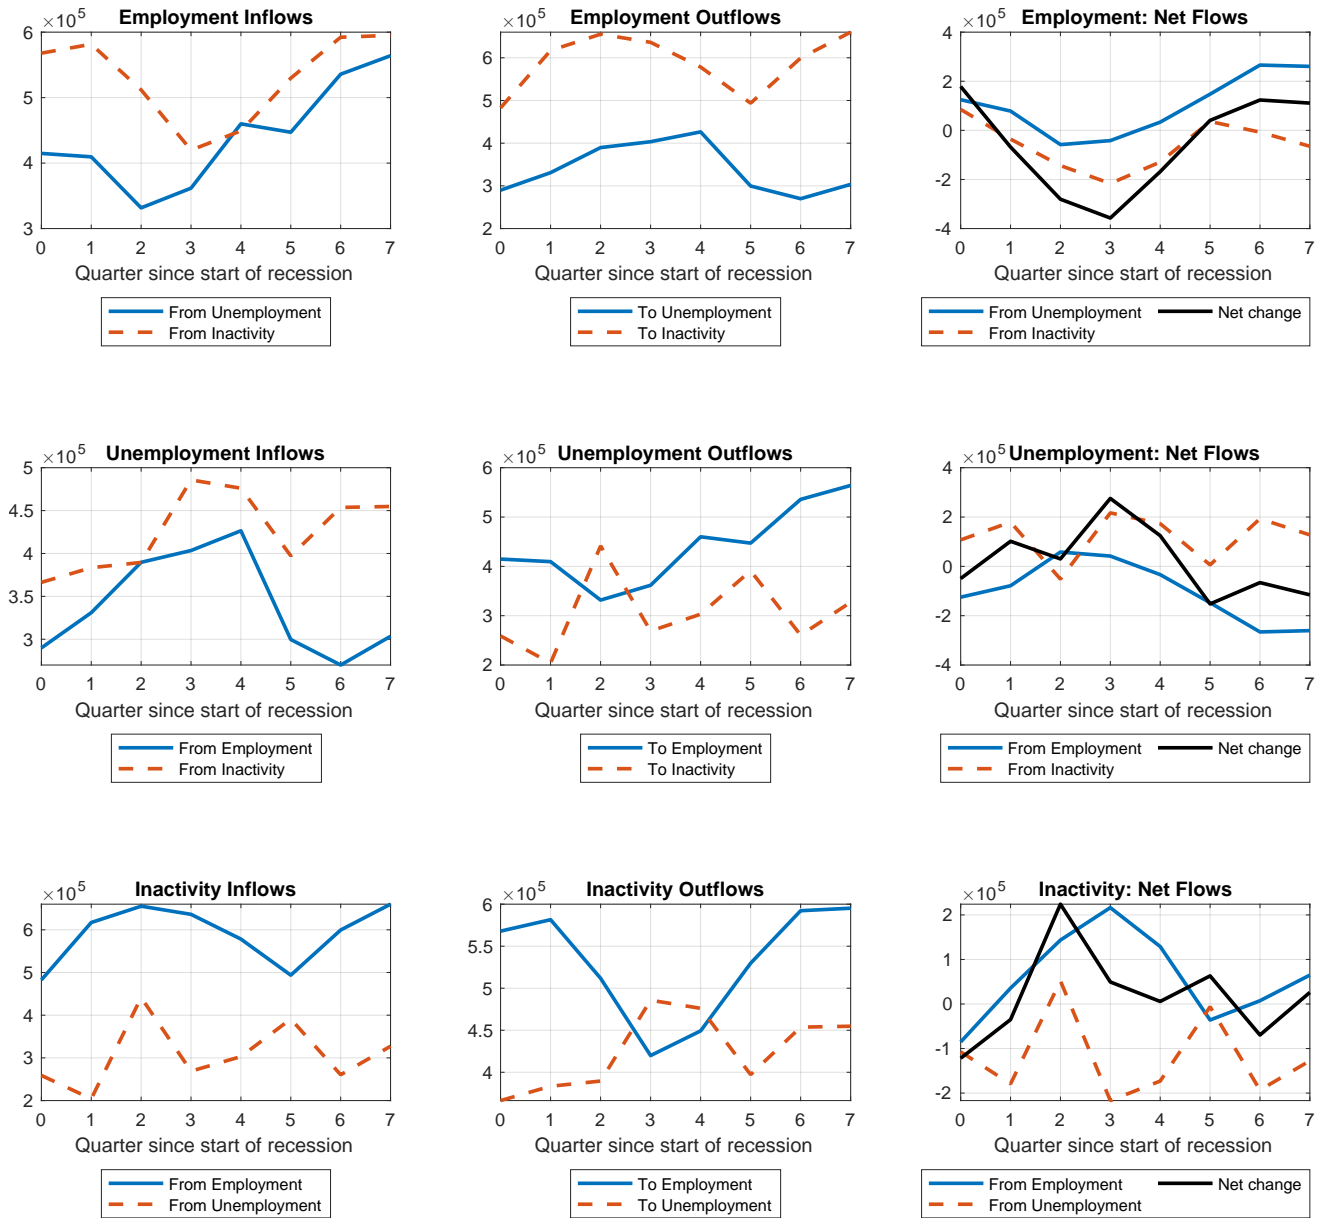 Employment Inflows
×10^5
6
5
4
3
0 1 2 3 4 5 6 7
Quarter since start of recession
From Unemployment
From Inactivity
Employment Outflows
×10^5
6
5
4
3
2
0 1 2 3 4 5 6 7
Quarter since start of recession
To Unemployment
To Inactivity
Employment: Net Flows
×10^5
4
2
0
-2
-4
0 1 2 3 4 5 6 7
Quarter since start of recession
From Unemployment Net change
From Inactivity
Unemployment Inflows
×10^5
5
4.5
4
3.5
3
0 1 2 3 4 5 6 7
Quarter since start of recession
From Employment
From Inactivity
Unemployment Outflows
×10^5
6
5
4
3
2
0 1 2 3 4 5 6 7
Quarter since start of recession
To Employment
To Inactivity
Unemployment: Net Flows
×10^5
4
2
0
-2
-4
0 1 2 3 4 5 6 7
Quarter since start of recession
From Employment Net change
From Inactivity
Inactivity Inflows
×10^5
6
5
4
3
2
0 1 2 3 4 5 6 7
Quarter since start of recession
From Employment
From Unemployment
Inactivity Outflows
×10^5
6
5.5
5
4.5
4
0 1 2 3 4 5 6 7
Quarter since start of recession
To Employment
To Unemployment
Inactivity: Net Flows
×10^5
2
1
0
-1
-2
0 1 2 3 4 5 6 7
Quarter since start of recession
From Employment Net change
From Unemployment